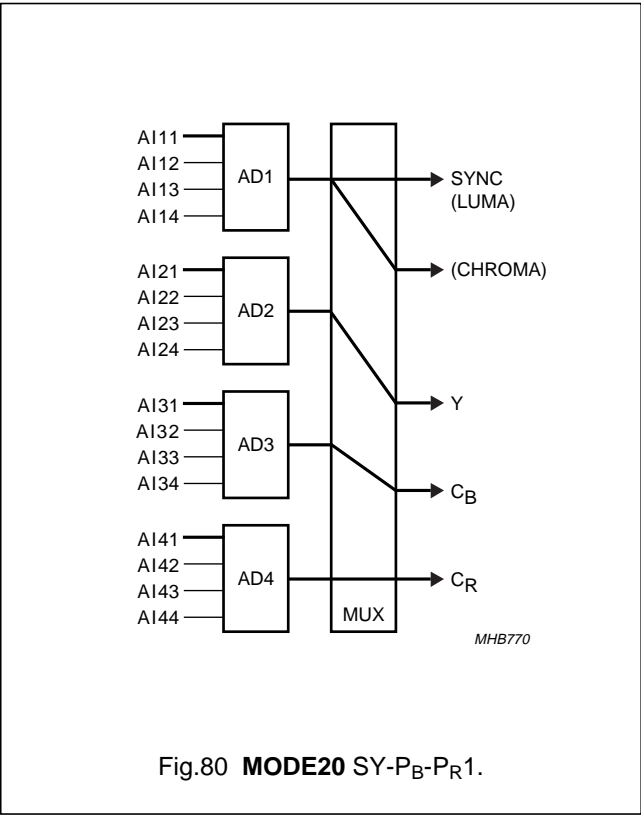 AI11
AI12
AI13
AI14
AD1
SYNC
(LUMA)
(CHROMA)
AI21
AI22
AI23
AI24
AD2
Y
AI31
AI32
AI33
AI34
AD3
CB
AI41
AI42
AI43
AI44
AD4
CR
MUX
MHB770
Fig.80 MODE20 SY-PB-PR1.